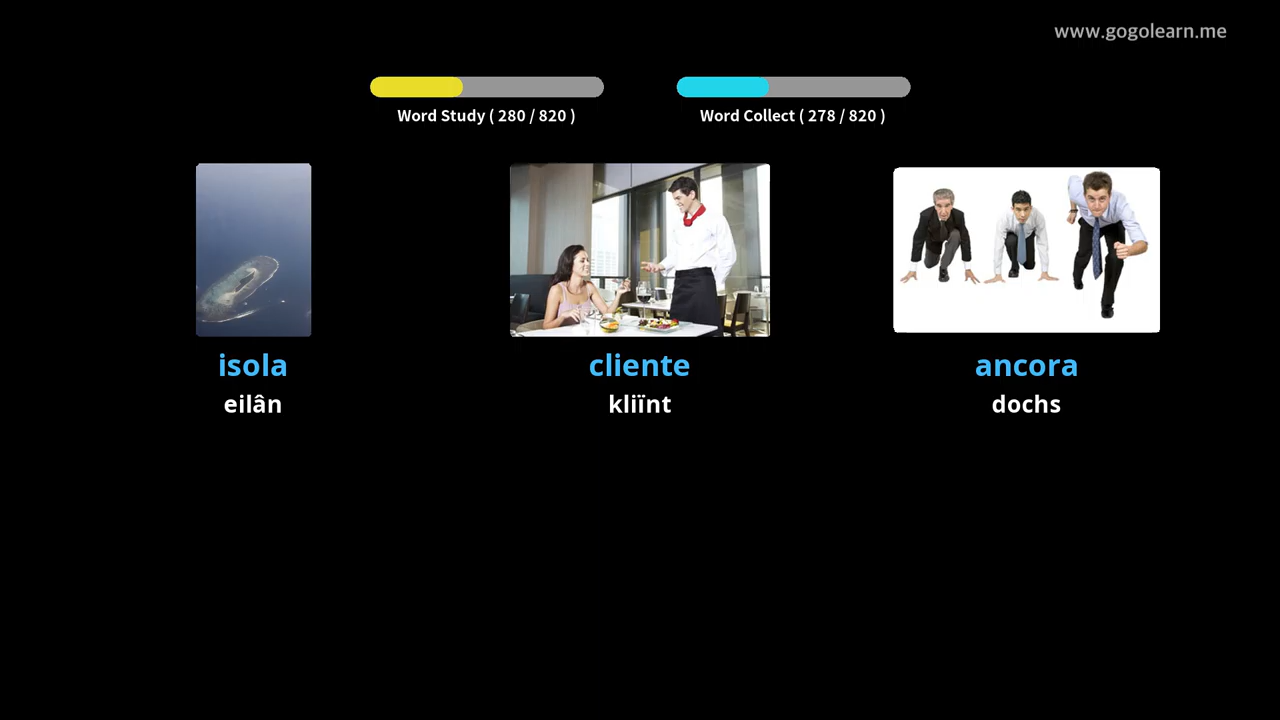 www.gogolearn.me
Word Study ( 280 / 820 )
Word Collect ( 278 / 820 )
isola
cliente
ancora
eilân
kliïnt
dochs